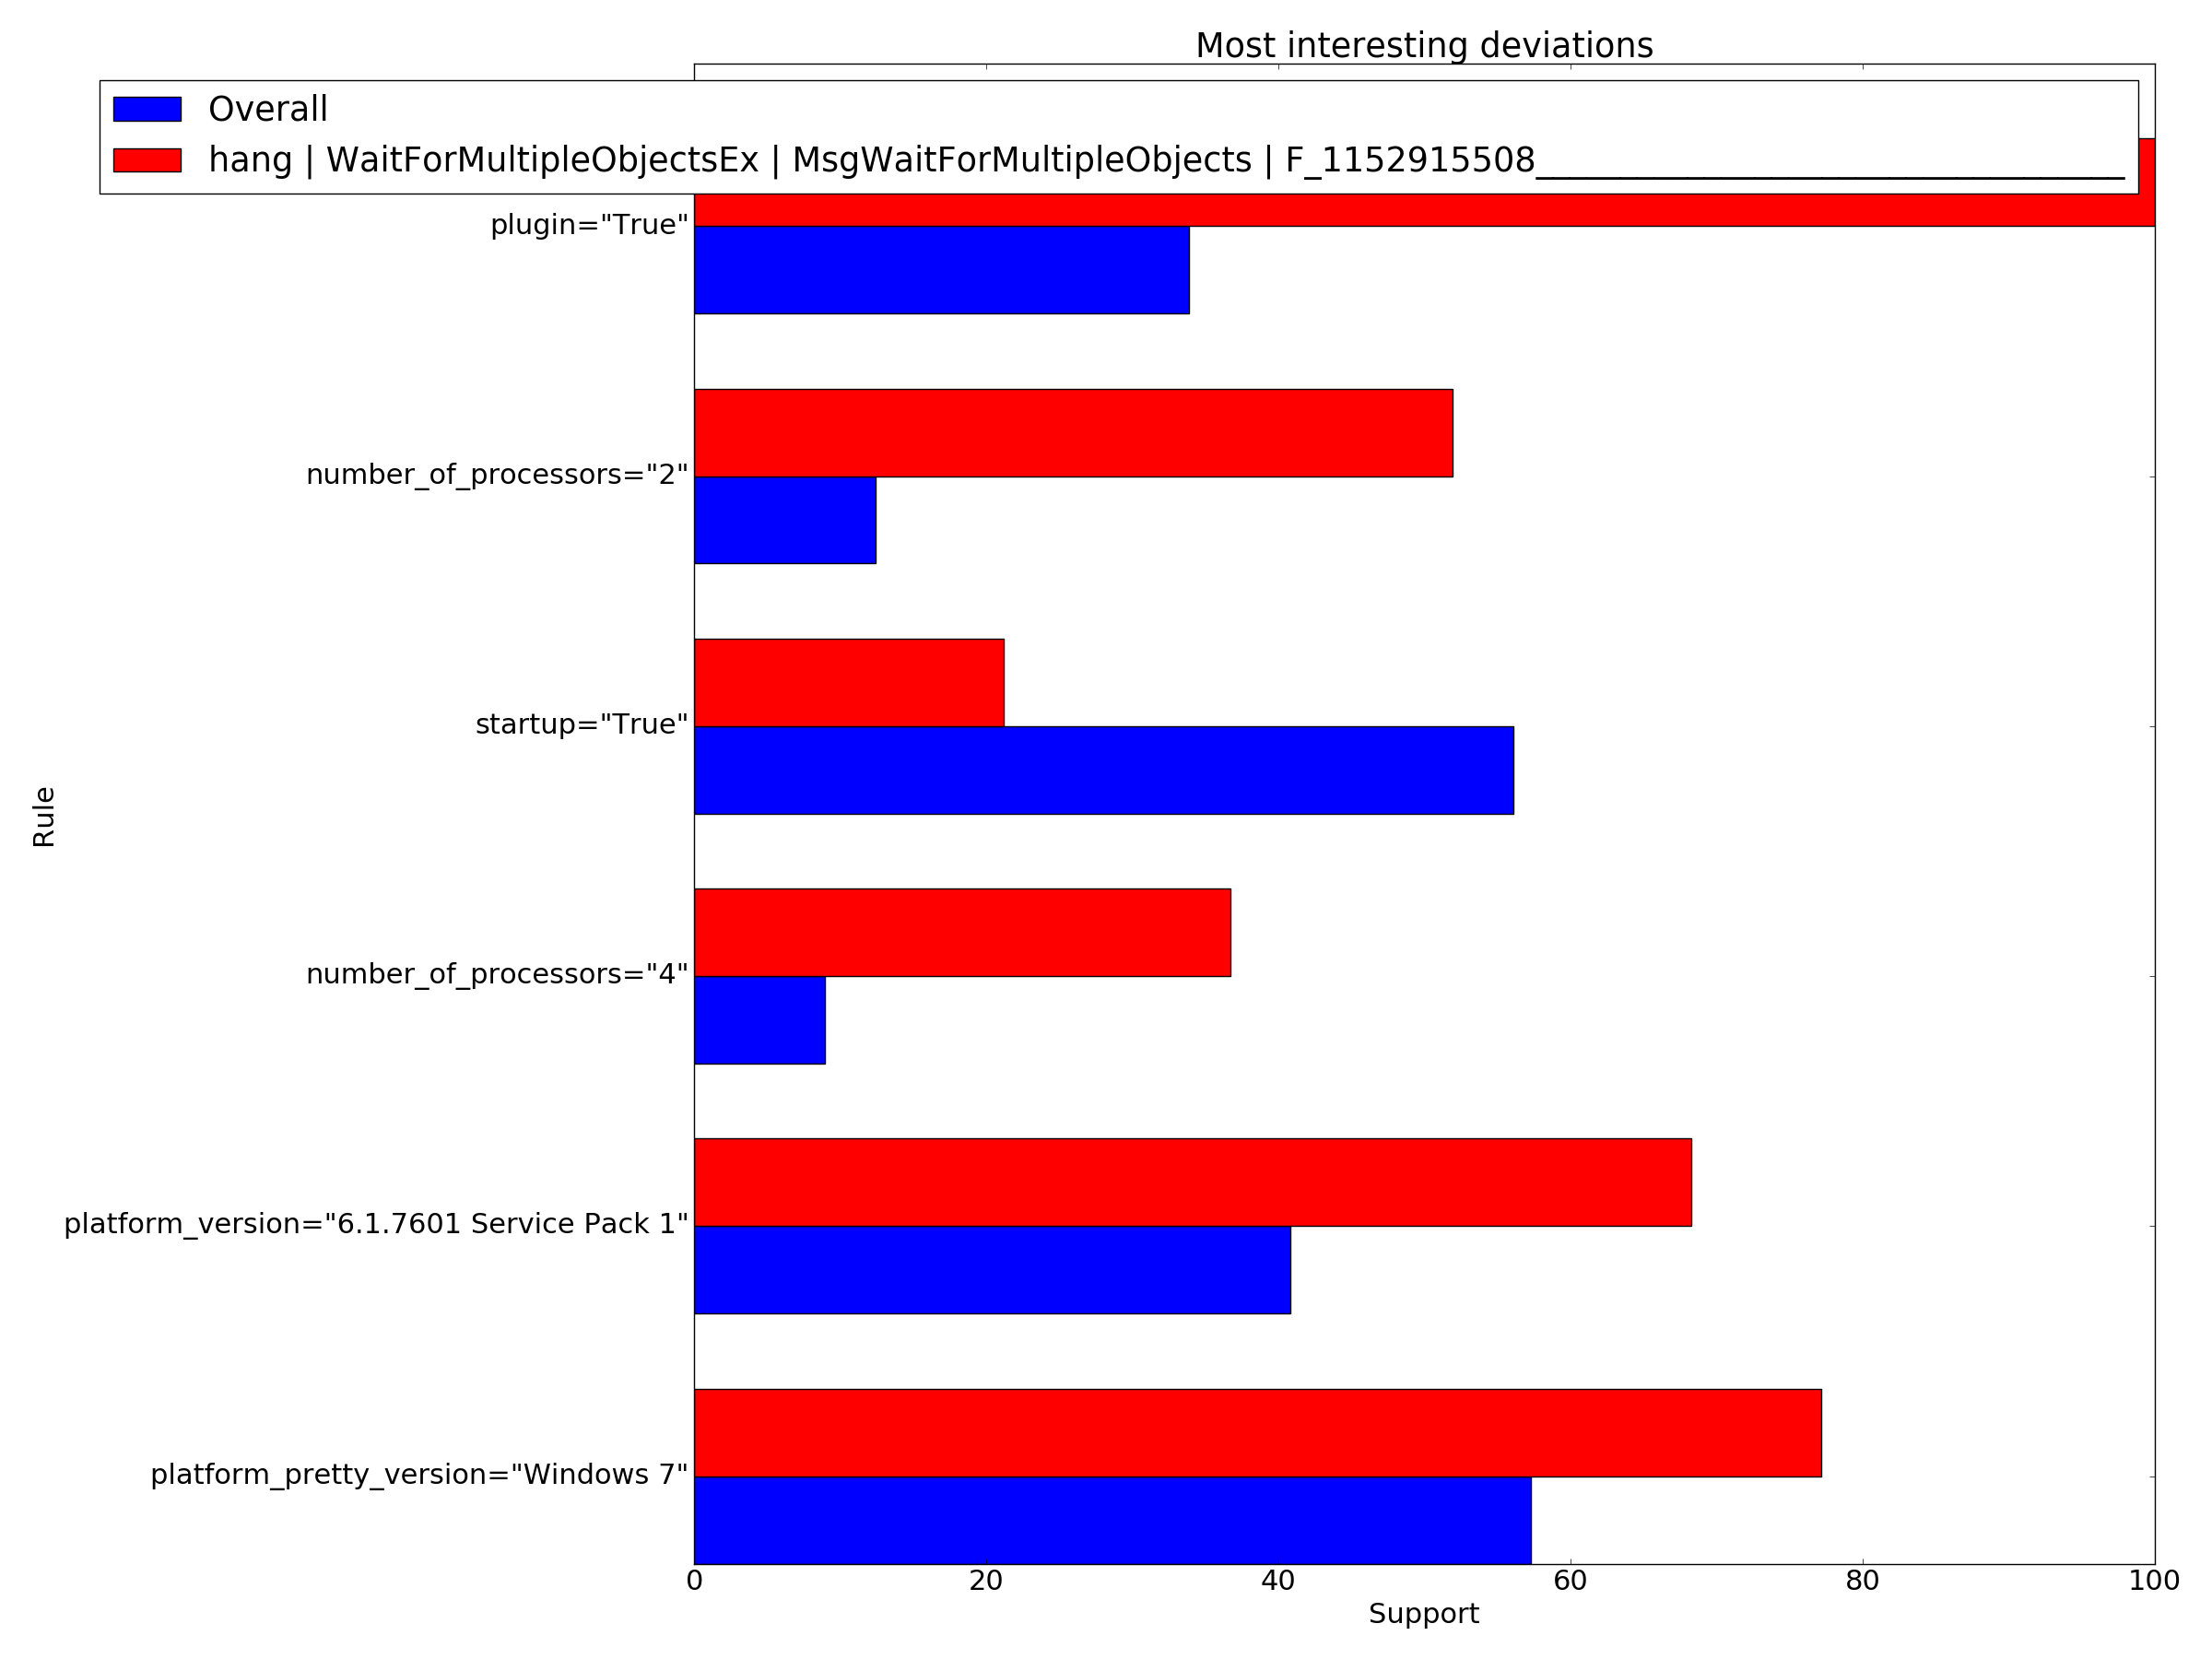 Most interesting deviations
Overall
hang | WaitForMultipleObjectsEx | MsgWaitForMultipleObjects | F_1152915508___________________________________
plugin="True"
number_of_processors="2"
startup="True"
Rule
number_of_processors="4"
platform_version="6.1.7601 Service Pack 1"
platform_pretty_version="Windows 7"
0 20 40 60 80 100
Support